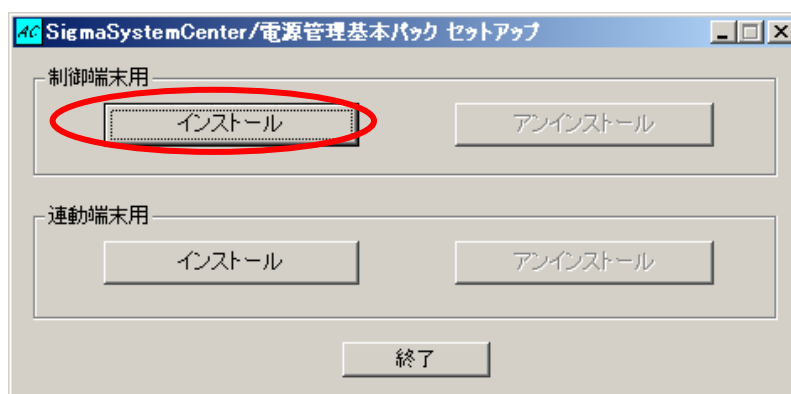 AC SigmaSystemCenter/電源管理基本パック セットアップ
制御端末用
インストール アンインストール
連動端末用
インストール アンインストール
終了